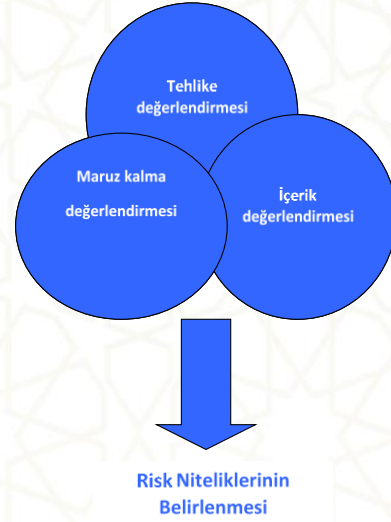 Tehlike
değerlendirmesi
Maruz kalma
değerlendirmesi
İçerik
değerlendirmesi
Risk Niteliklerinin
Belirlenmesi